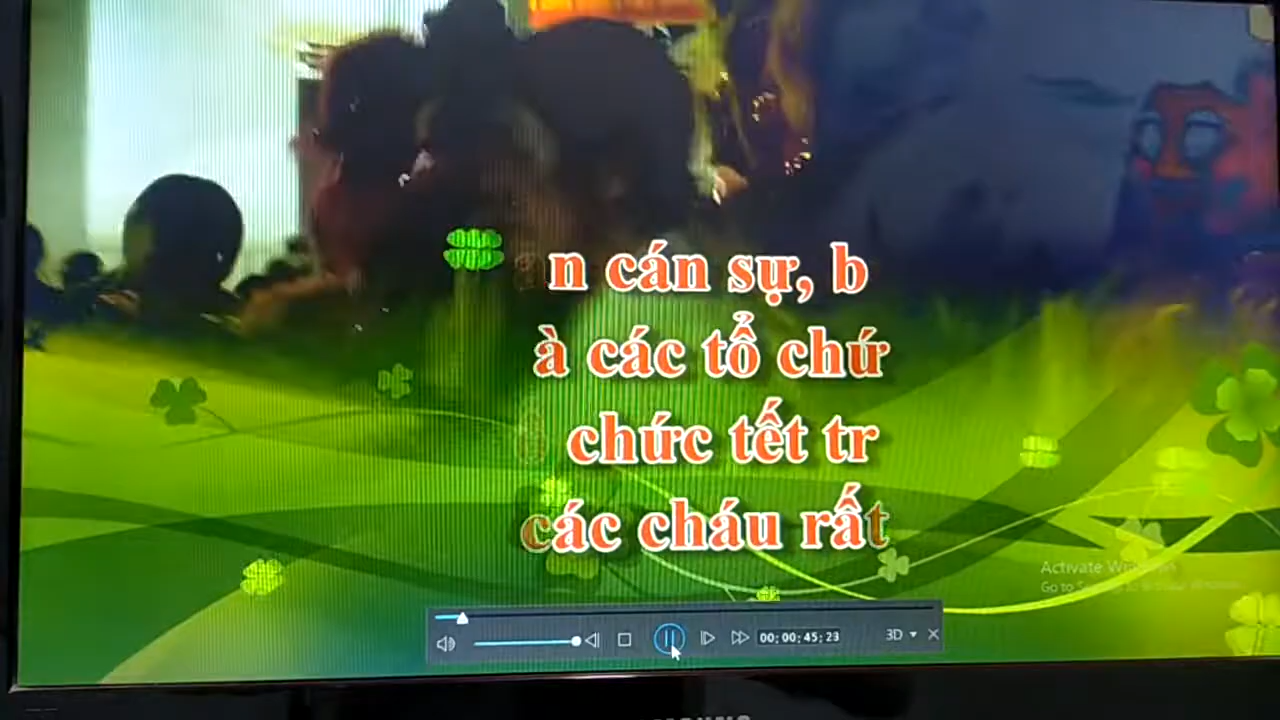 n cán sự, b
à các tổ chứ
chức tết tr
các cháu rất
Activate Windows
00;00;45;23
3D